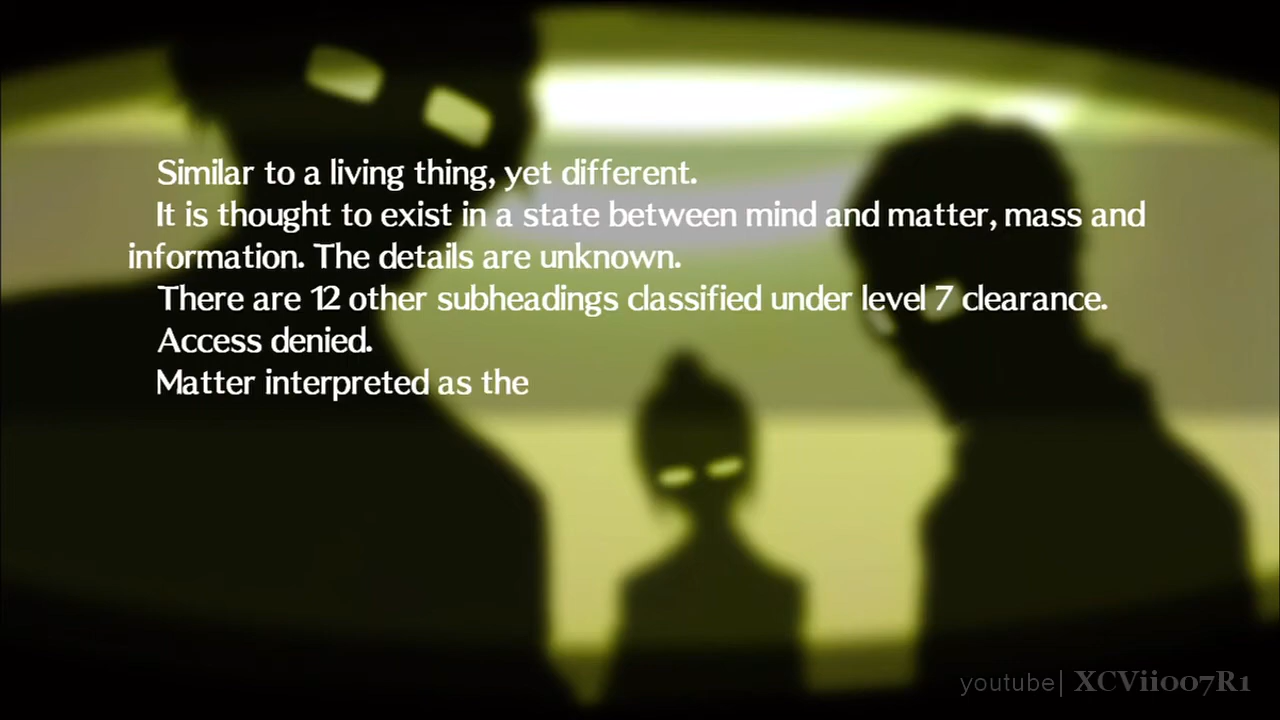 Similar to a living thing, yet different.
It is thought to exist in a state between mind and matter, mass and
information. The details are unknown.
There are 12 other subheadings classified under level 7 clearance.
Access denied.
Matter interpreted as the
youtube| XCViioo7R1